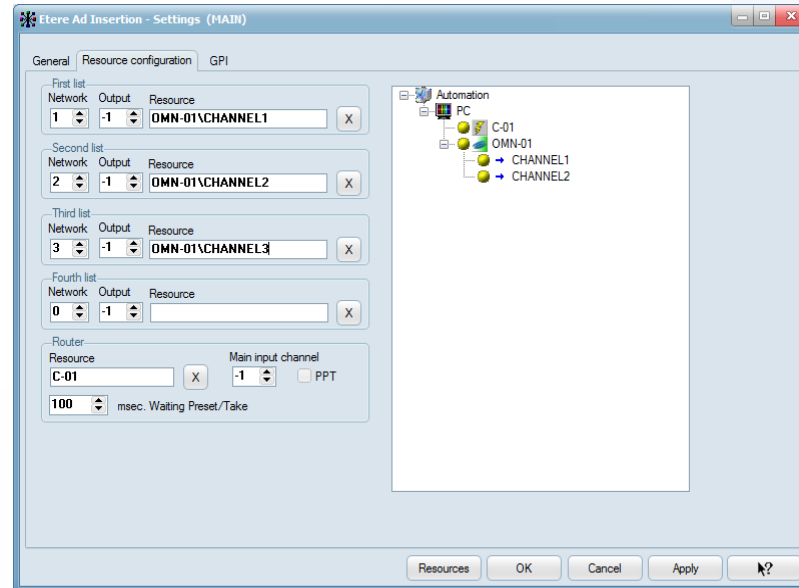 Etere Ad Insertion - Settings (MAIN)
General Resource configuration GPI
First list
Network Output Resource
1 -1 OMN-01\CHANNEL1 X
Second list
Network Output Resource
2 -1 OMN-01\CHANNEL2 X
Third list
Network Output Resource
3 -1 OMN-01\CHANNEL3 X
Fourth list
Network Output Resource
0 -1 X
Router
Resource Main input channel
C-01 X -1 PPT
100 msec. Waiting Preset/Take
Automation
PC
C-01
OMN-01
CHANNEL1
CHANNEL2
Resources OK Cancel Apply ?